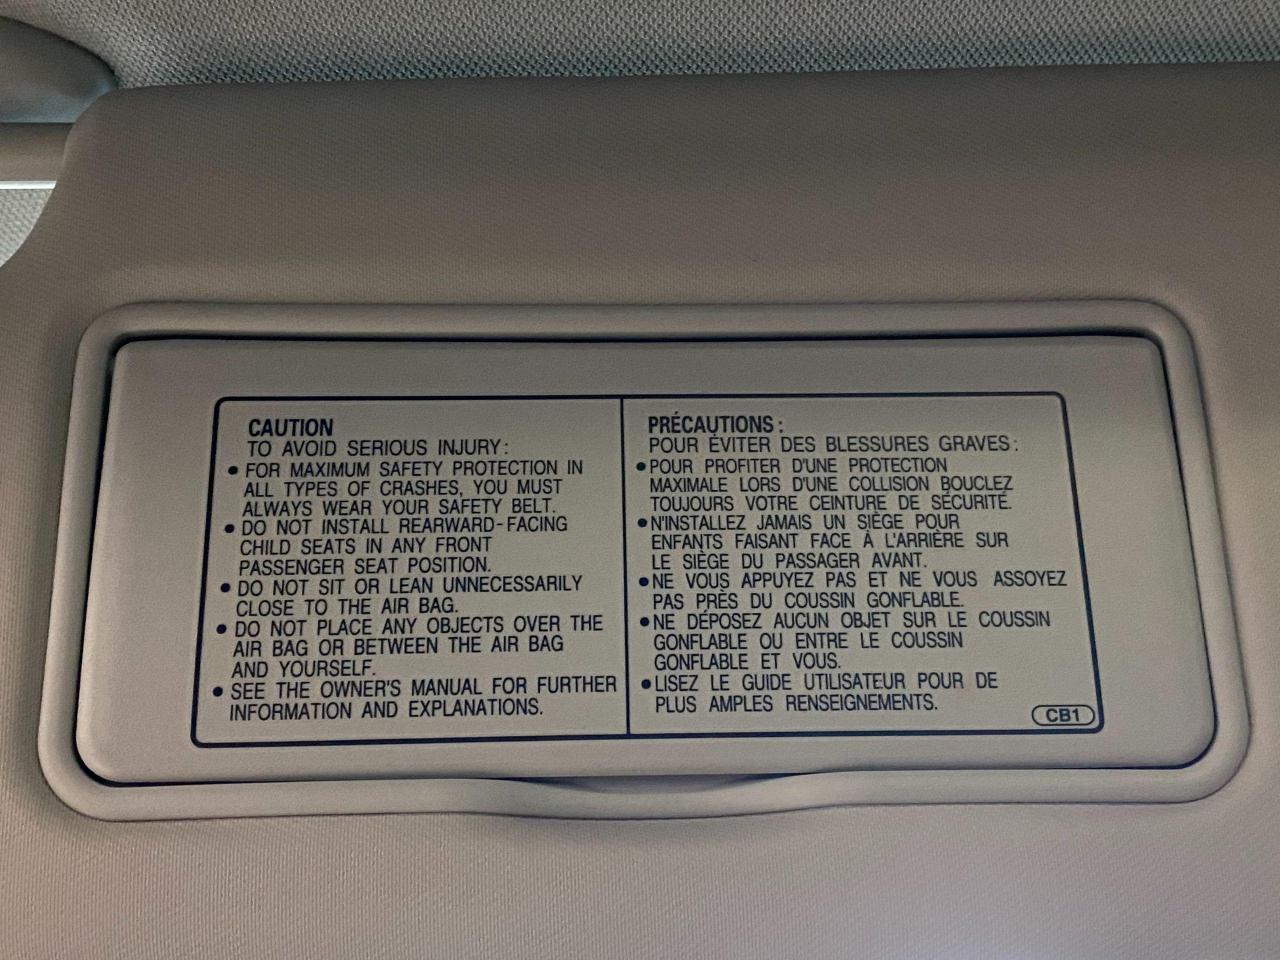 CAUTION
TO AVOID SERIOUS INJURY:
• FOR MAXIMUM SAFETY PROTECTION IN
ALL TYPES OF CRASHES, YOU MUST
ALWAYS WEAR YOUR SAFETY BELT.
• DO NOT INSTALL REARWARD-FACING
CHILD SEATS IN ANY FRONT
PASSENGER SEAT POSITION.
• DO NOT SIT OR LEAN UNNECESSARILY
CLOSE TO THE AIR BAG.
• DO NOT PLACE ANY OBJECTS OVER THE
AIR BAG OR BETWEEN THE AIR BAG
AND YOURSELF.
• SEE THE OWNER'S MANUAL FOR FURTHER
INFORMATION AND EXPLANATIONS.
PRÉCAUTIONS:
POUR ÉVITER DES BLESSURES GRAVES:
• POUR PROFITER D'UNE PROTECTION
MAXIMALE LORS D'UNE COLLISION BOUCLEZ
TOUJOURS VOTRE CEINTURE DE SÉCURITÉ.
• N'INSTALLEZ JAMAIS UN SIÈGE POUR
ENFANTS FAISANT FACE À L'ARRIÈRE SUR
LE SIÈGE DU PASSAGER AVANT.
• NE VOUS APPUYEZ PAS ET NE VOUS ASSOYEZ
PAS PRÈS DU COUSSIN GONFLABLE.
• NE DÉPOSEZ AUCUN OBJET SUR LE COUSSIN
GONFLABLE OU ENTRE LE COUSSIN
GONFLABLE ET VOUS.
• LISEZ LE GUIDE UTILISATEUR POUR DE
PLUS AMPLES RENSEIGNEMENTS.
CB1